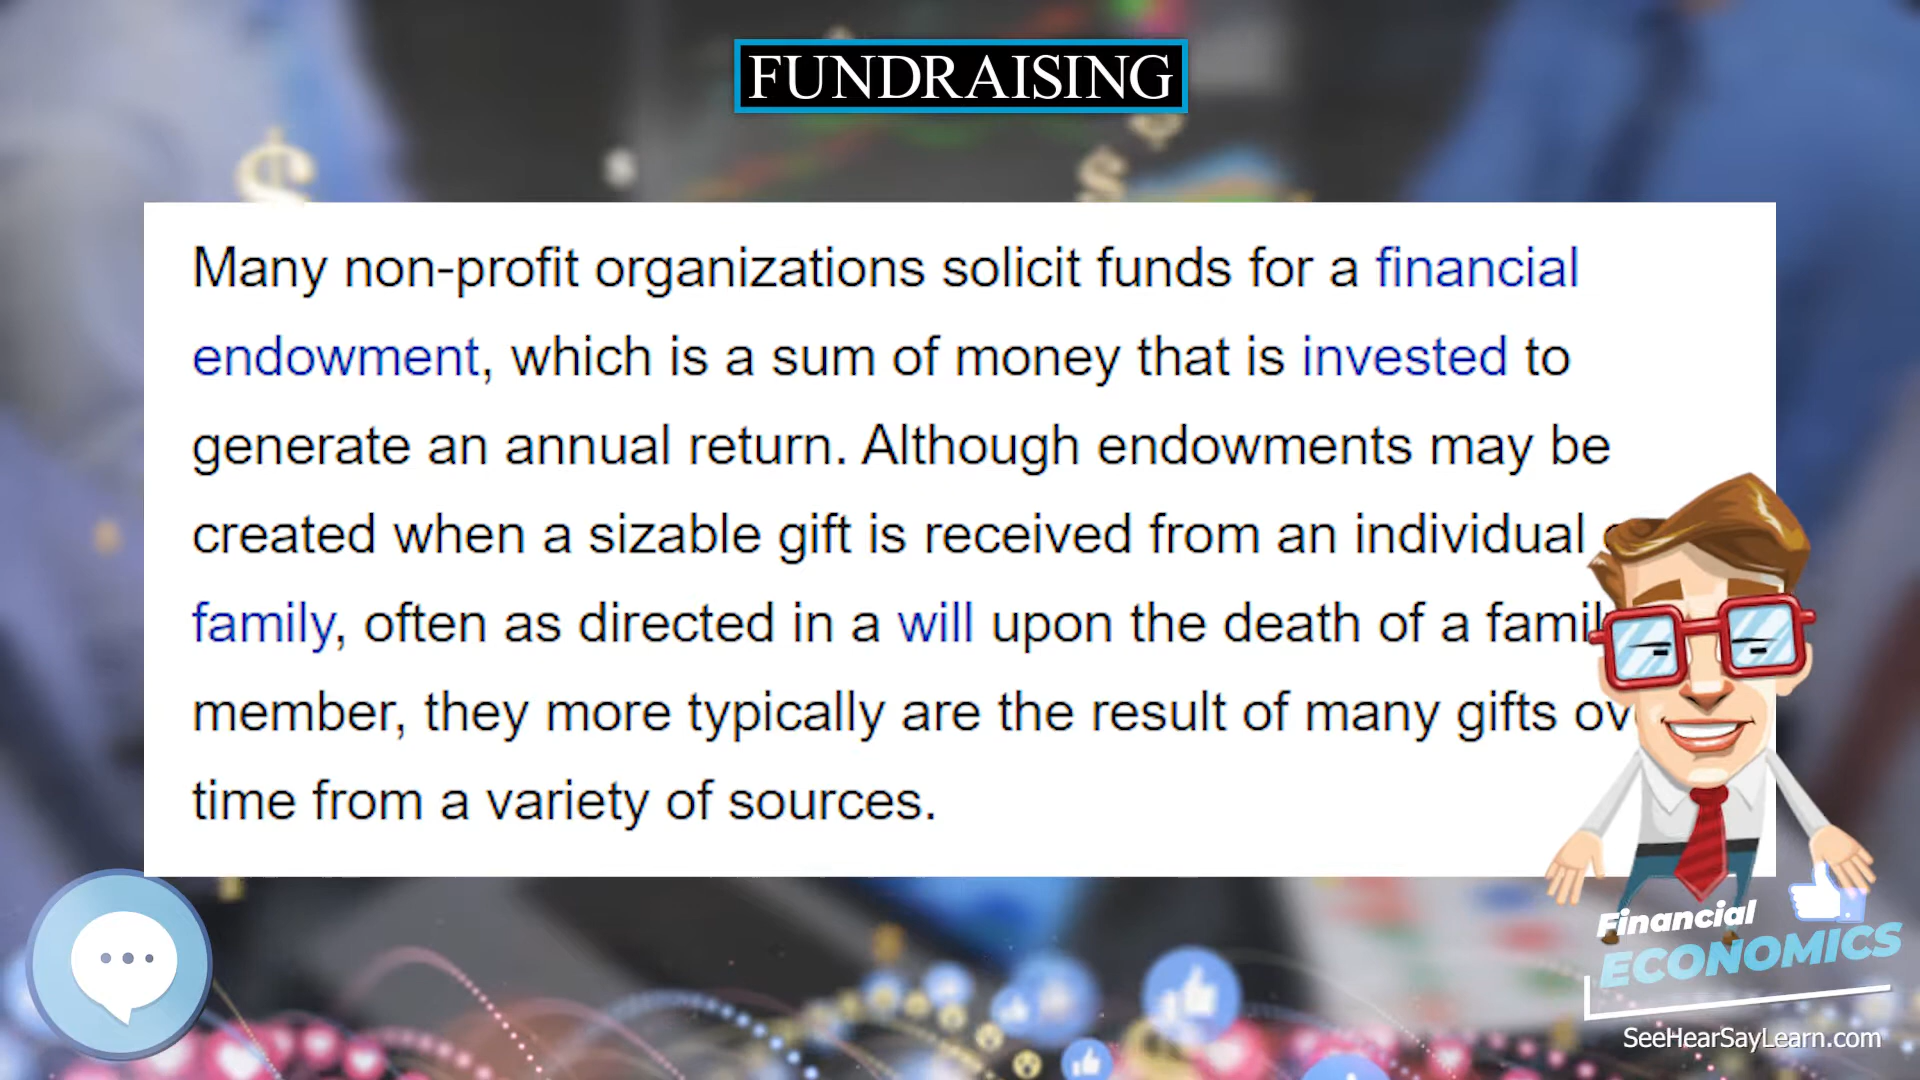 FUNDRAISING
Many non-profit organizations solicit funds for a financial
endowment, which is a sum of money that is invested to
generate an annual return. Although endowments may be
created when a sizable gift is received from an individual
family, often as directed in a will upon the death of a
member, they more typically are the result of many gifts
time from a variety of sources.
Financial
ECONOMICS
SeeHearSayLearn.com